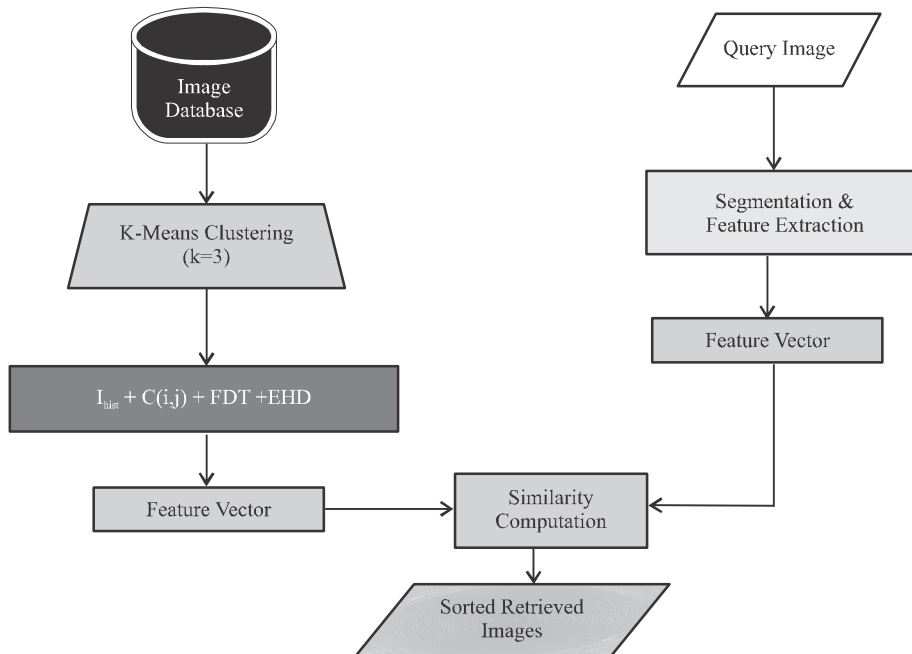 Image
Database
Query Image
K-Means Clustering
(k=3)
Segmentation &
Feature Extraction
Feature Vector
I_hist + C(i,j) + FDT +EHD
Feature Vector
Similarity
Computation
Sorted Retrieved
Images